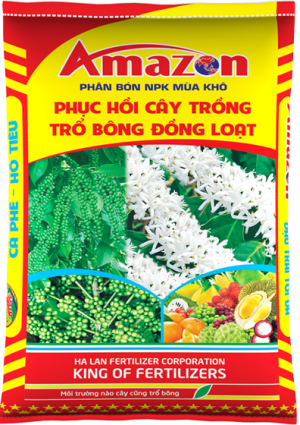 Amazon
PHÂN BÓN NPK MÙA KHÔ
PHỤC HỒI CÂY TRỒNG
TRỔ BÔNG ĐỒNG LOẠT
CÀ PHÊ - HỒ TIÊU
HA LAN FERTILIZER CORPORATION
KING OF FERTILIZERS
Môi trường nào cây cũng trổ bông